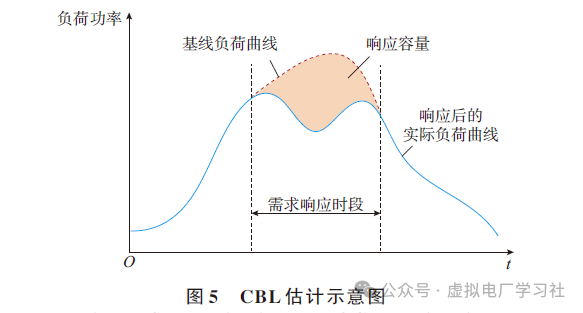 负荷功率
基线负荷曲线
响应容量
响应后的
实际负荷曲线
需求响应时段
O
t
图 5 CBL 估计示意图
公众号 · 虚拟电厂学习社